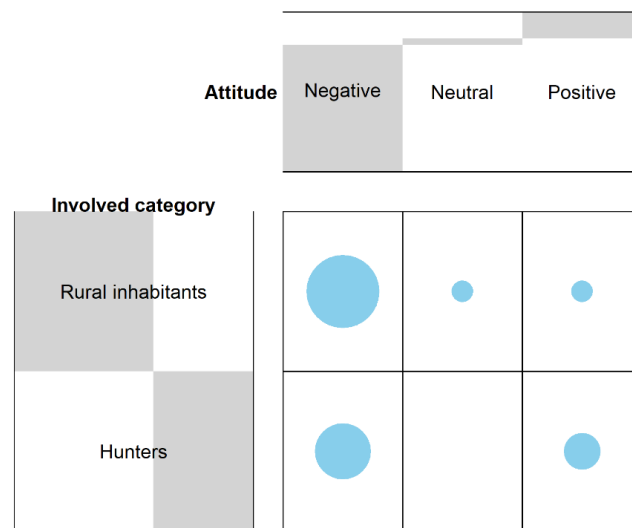 Attitude Negative Neutral Positive
Involved category
Rural inhabitants
Hunters